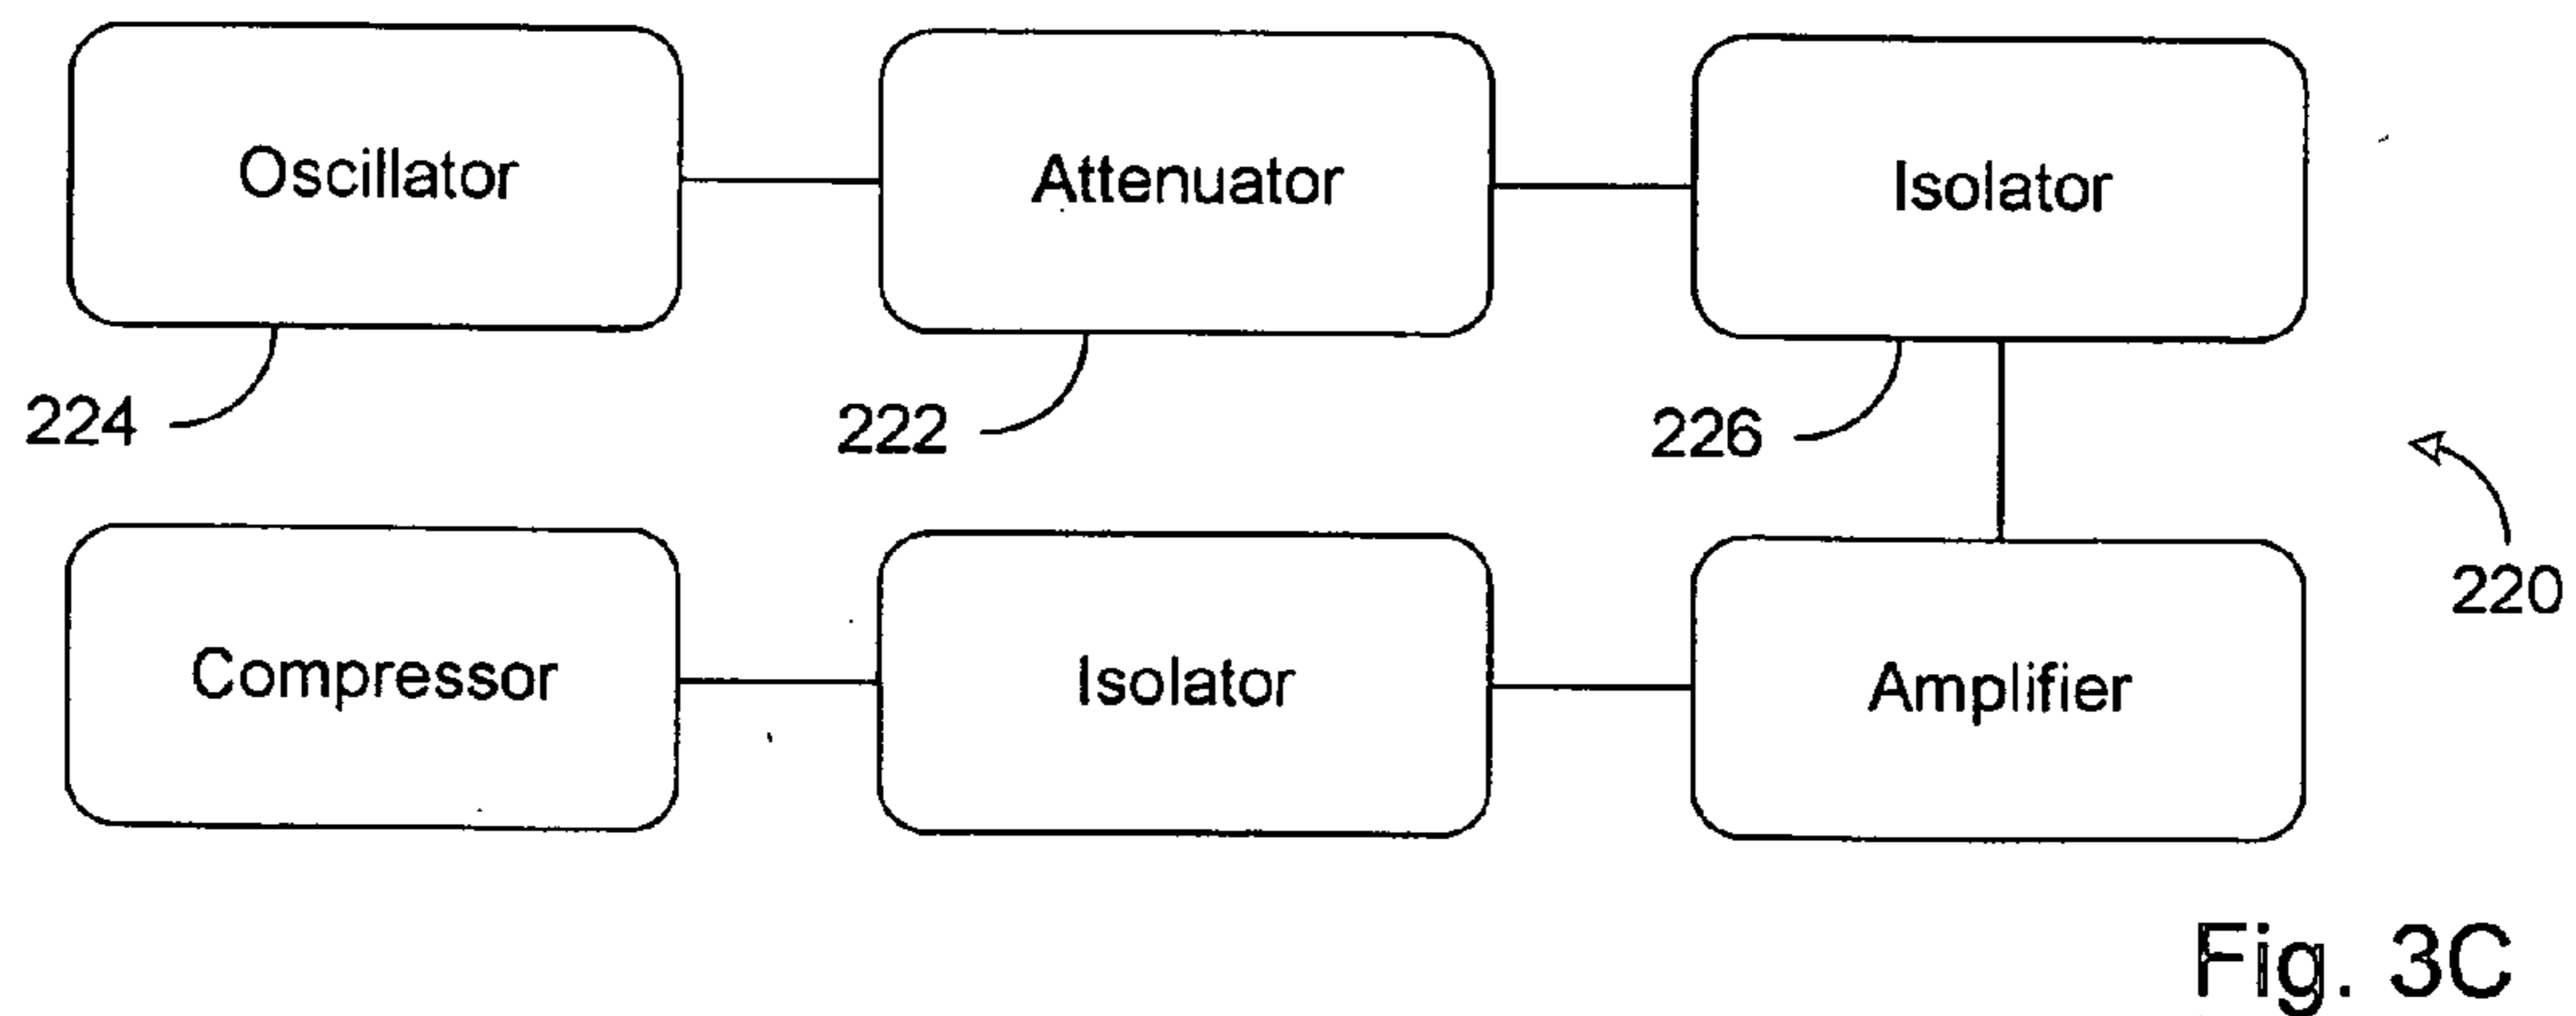 Oscillator
Attenuator
Isolator
224
222
226
220
Compressor
Isolator
Amplifier
Fig. 3C